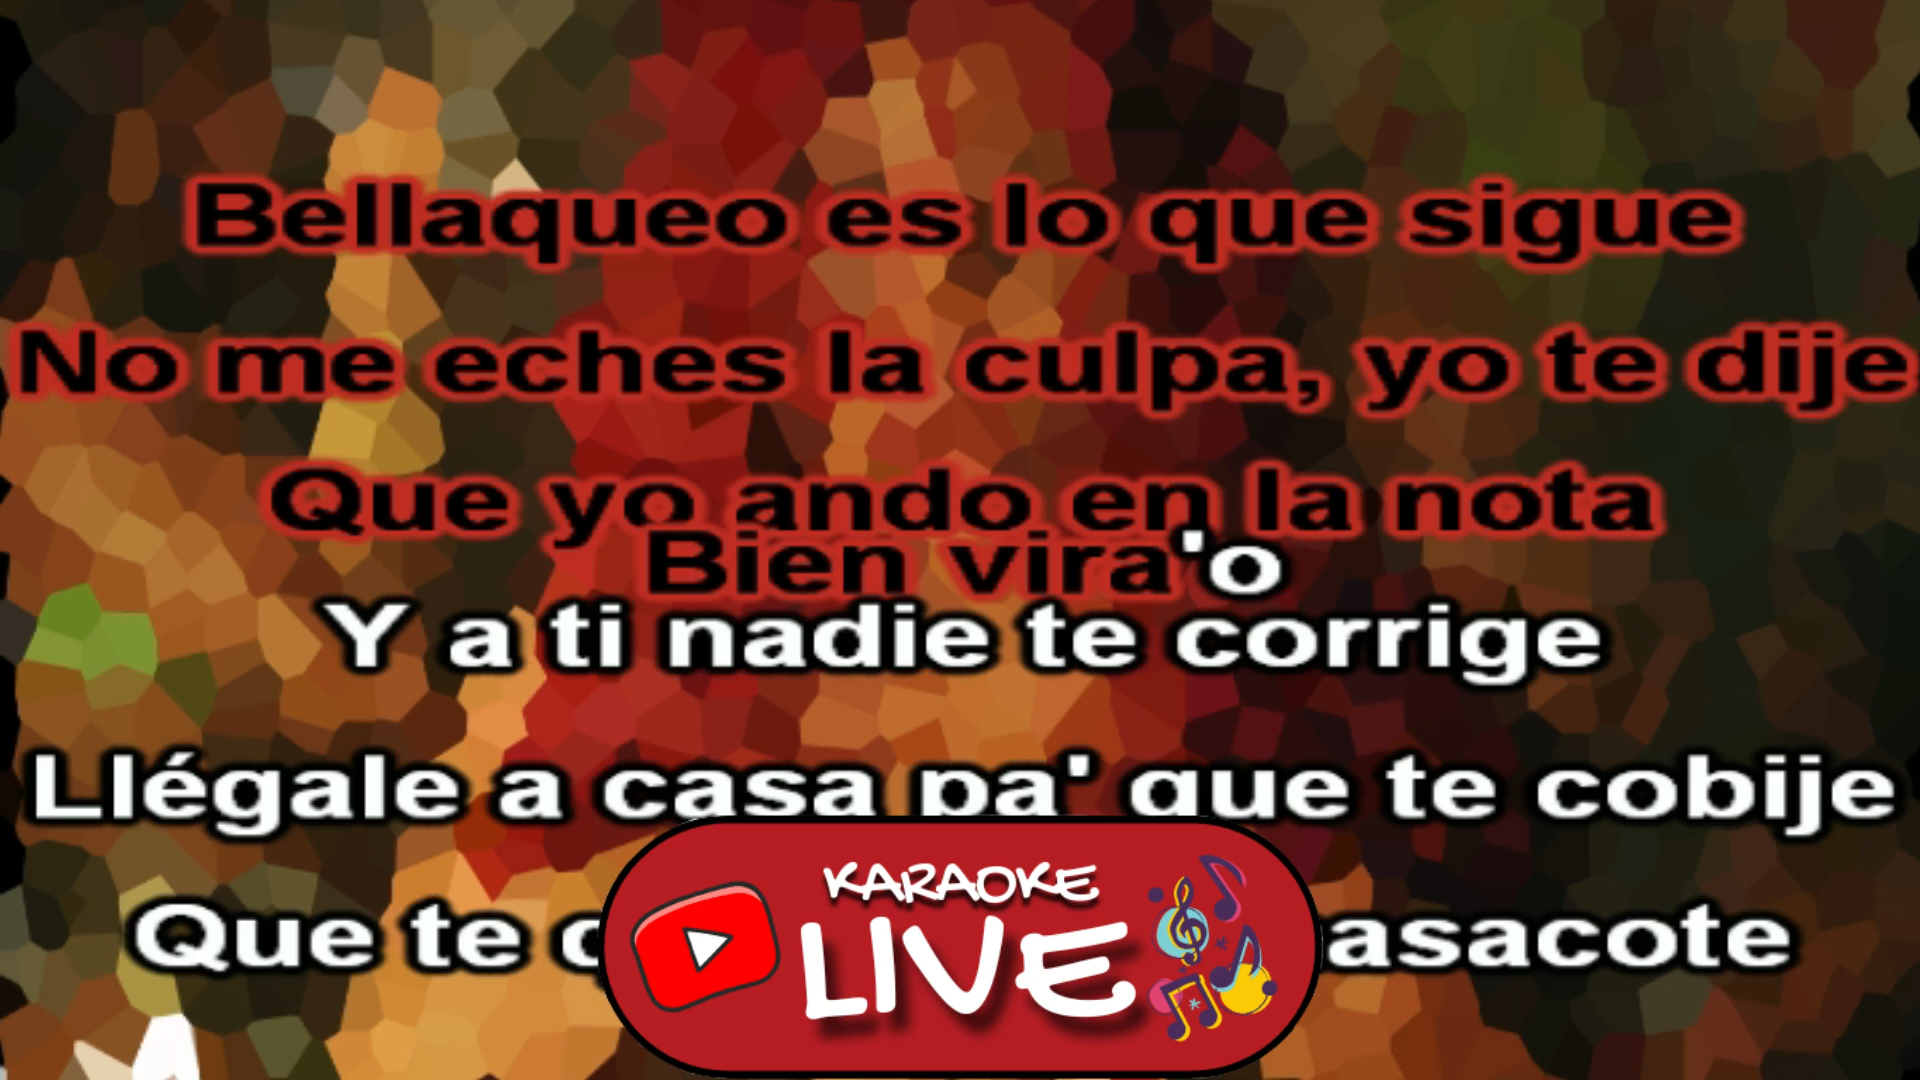 Bellaqueo es lo que sigue
No me eches la culpa, yo te dije
Que yo ando en la nota
Bien vira'o
Y a ti nadie te corrige
Llégale a casa pa' que te cobije
Que te
KARAOKE
LIVE